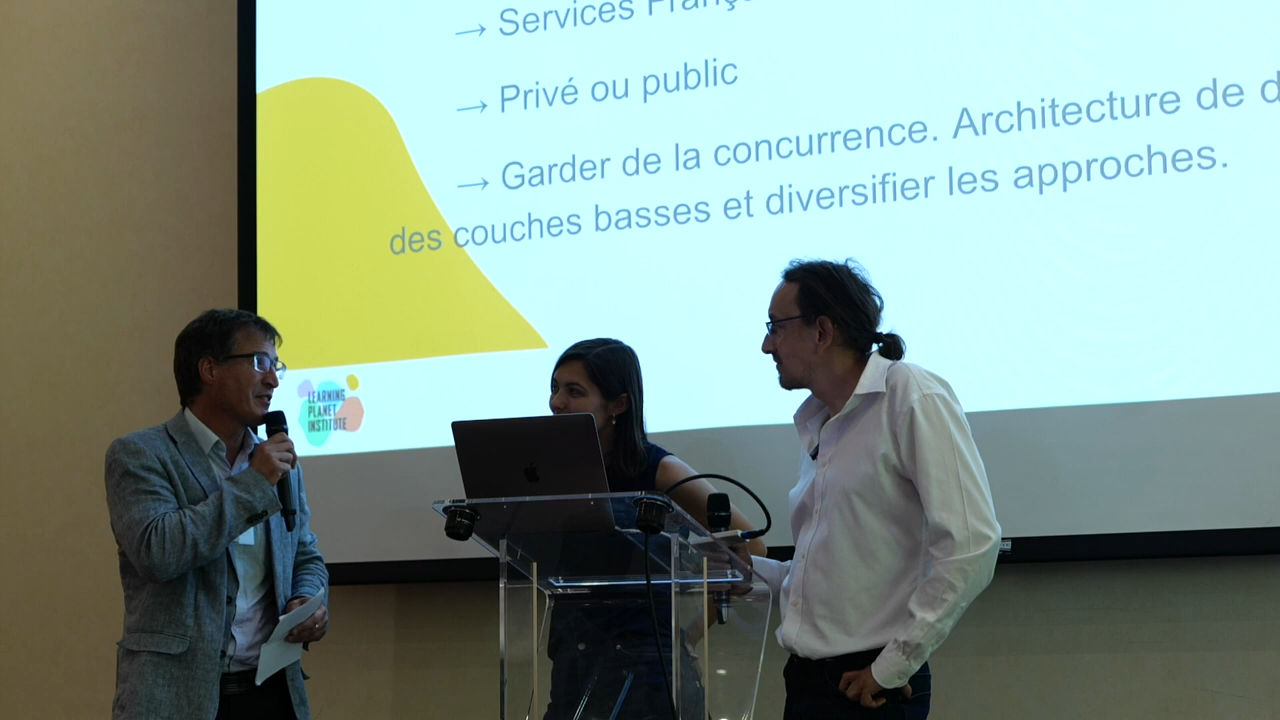 → Services
→ Privé ou public
→ Garder de la concurrence. Architecture de
des couches basses et diversifier les approches.
LEARNING
PLANET
INSTITUTE